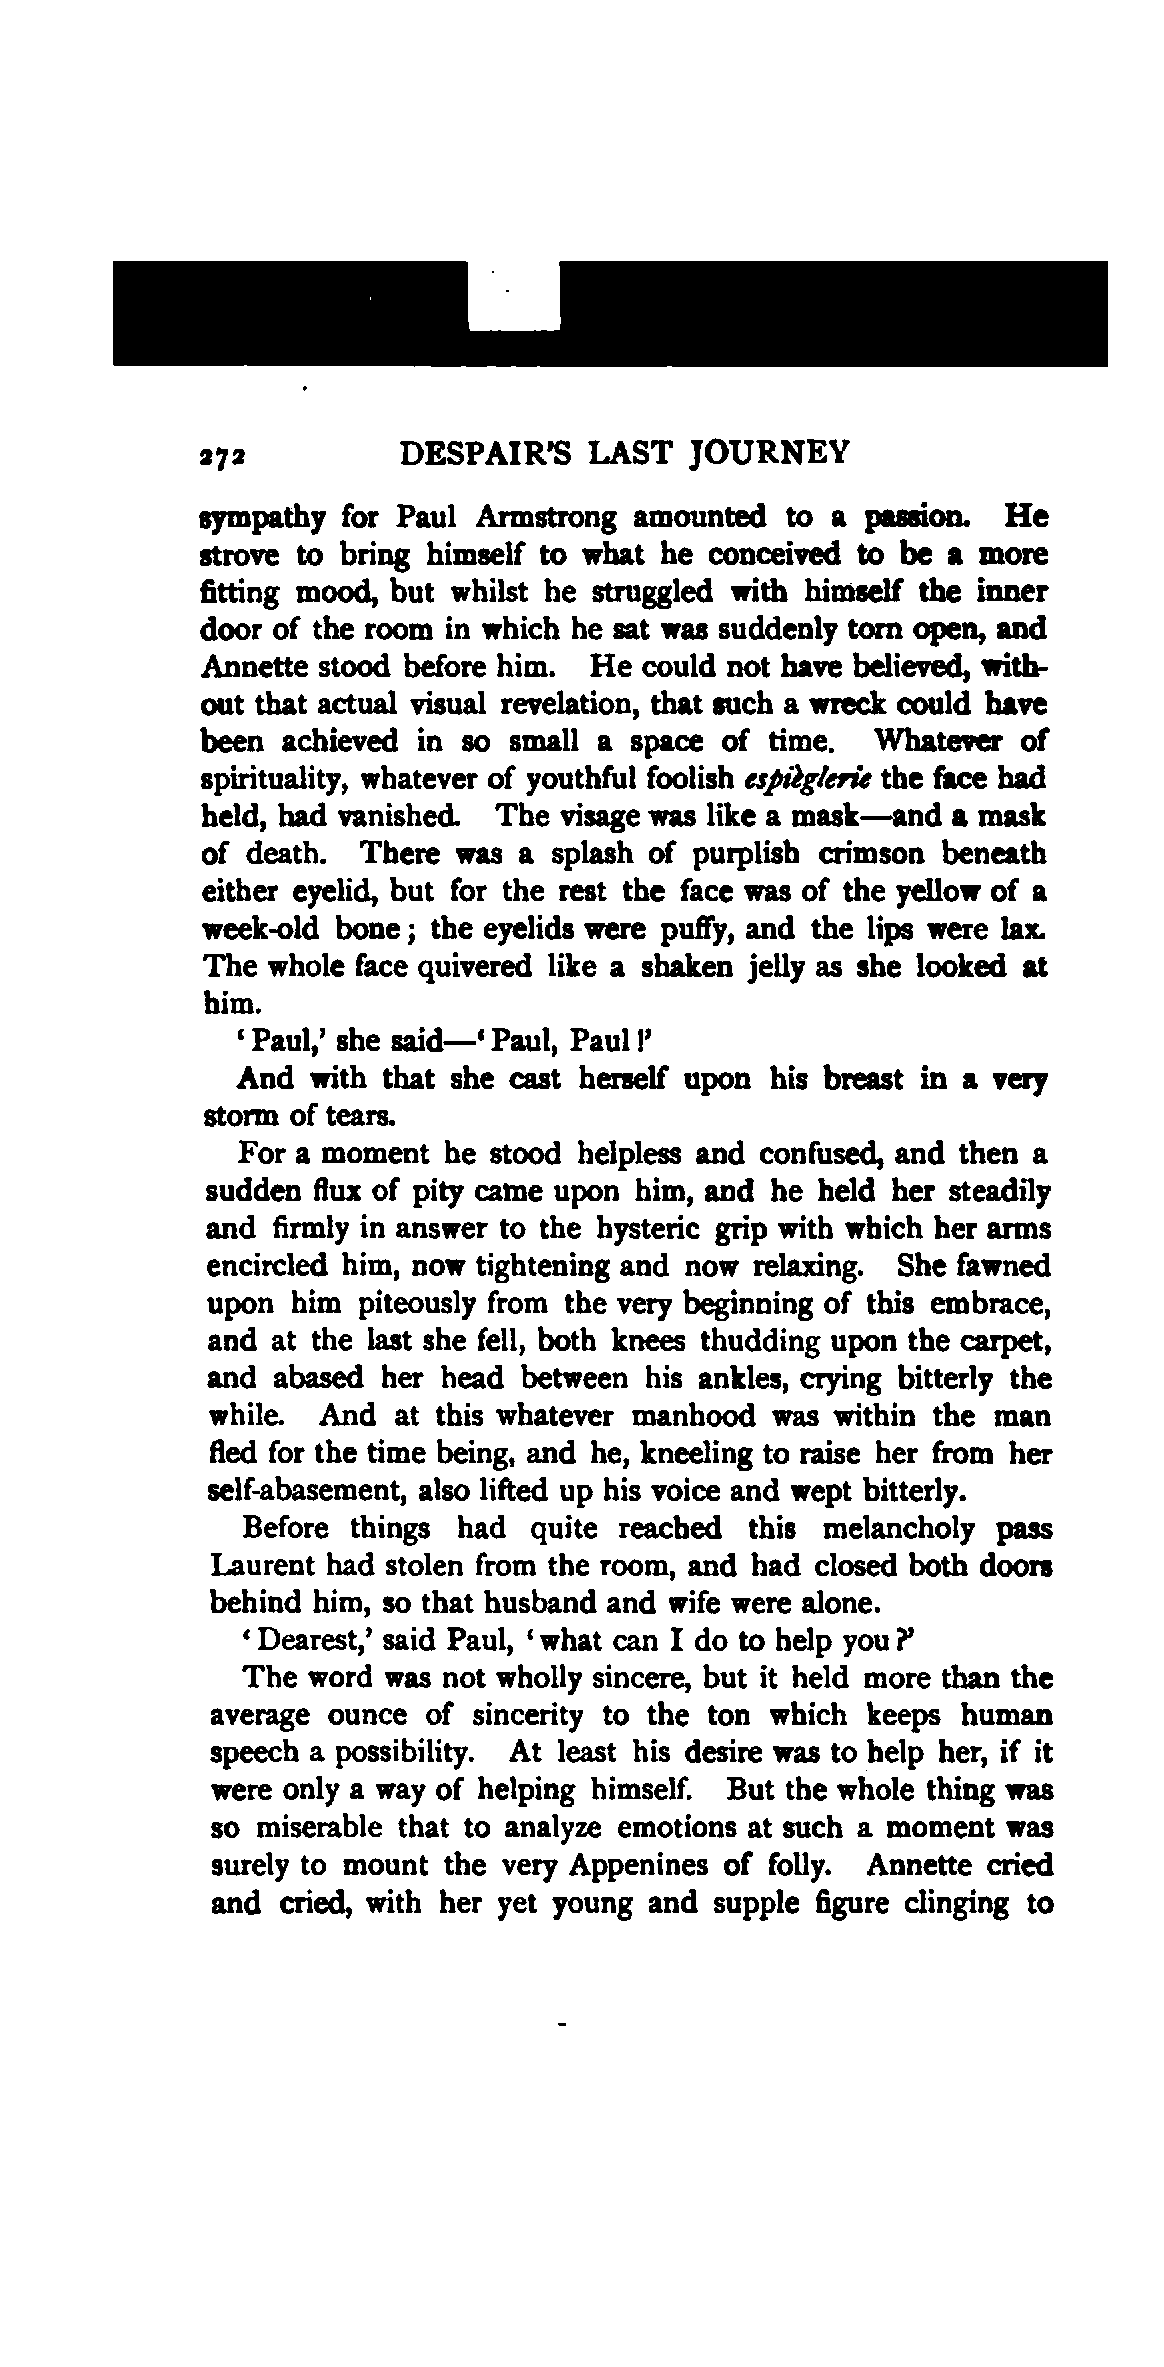 272 DESPAIR'S LAST JOURNEY
sympathy for Paul Armstrong amounted to a passion. He
strove to bring himself to what he conceived to be a more
fitting mood, but whilst he struggled with himself the inner
door of the room in which he sat was suddenly torn open, and
Annette stood before him. He could not have believed, with-
out that actual visual revelation, that such a wreck could have
been achieved in so small a space of time. Whatever of
spirituality, whatever of youthful foolish espièglerie the face had
held, had vanished. The visage was like a mask—and a mask
of death. There was a splash of purplish crimson beneath
either eyelid, but for the rest the face was of the yellow of a
week-old bone; the eyelids were puffy, and the lips were lax.
The whole face quivered like a shaken jelly as she looked at
him.
‘Paul,’ she said—‘Paul, Paul!’
And with that she cast herself upon his breast in a very
storm of tears.
For a moment he stood helpless and confused, and then a
sudden flux of pity came upon him, and he held her steadily
and firmly in answer to the hysteric grip with which her arms
encircled him, now tightening and now relaxing. She fawned
upon him piteously from the very beginning of this embrace,
and at the last she fell, both knees thudding upon the carpet,
and abased her head between his ankles, crying bitterly the
while. And at this whatever manhood was within the man
fled for the time being, and he, kneeling to raise her from her
self-abasement, also lifted up his voice and wept bitterly.
Before things had quite reached this melancholy pass
Laurent had stolen from the room, and had closed both doors
behind him, so that husband and wife were alone.
‘Dearest,’ said Paul, ‘what can I do to help you?’
The word was not wholly sincere, but it held more than the
average ounce of sincerity to the ton which keeps human
speech a possibility. At least his desire was to help her, if it
were only a way of helping himself. But the whole thing was
so miserable that to analyze emotions at such a moment was
surely to mount the very Appenines of folly. Annette cried
and cried, with her yet young and supple figure clinging to